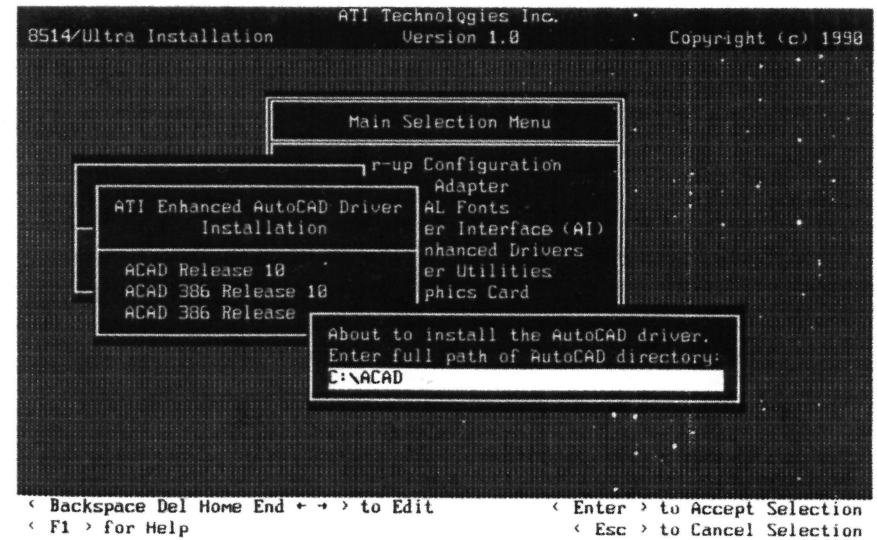 ATI Technologies Inc.
8514/Ultra Installation Version 1.0 Copyright (c) 1990
Main Selection Menu
r-up Configuration
Adapter
AL Fonts
er Interface (AI)
nhanced Drivers
er Utilities
phics Card
ATI Enhanced AutoCAD Driver
Installation
ACAD Release 10
ACAD 386 Release 10
ACAD 386 Release
About to install the AutoCAD driver.
Enter full path of AutoCAD directory:
C:\ACAD
< Backspace Del Home End ← → > to Edit < Enter > to Accept Selection
< F1 > for Help < Esc > to Cancel Selection